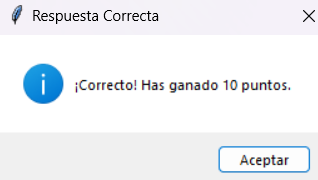 Respuesta Correcta
¡Correcto! Has ganado 10 puntos.
Aceptar